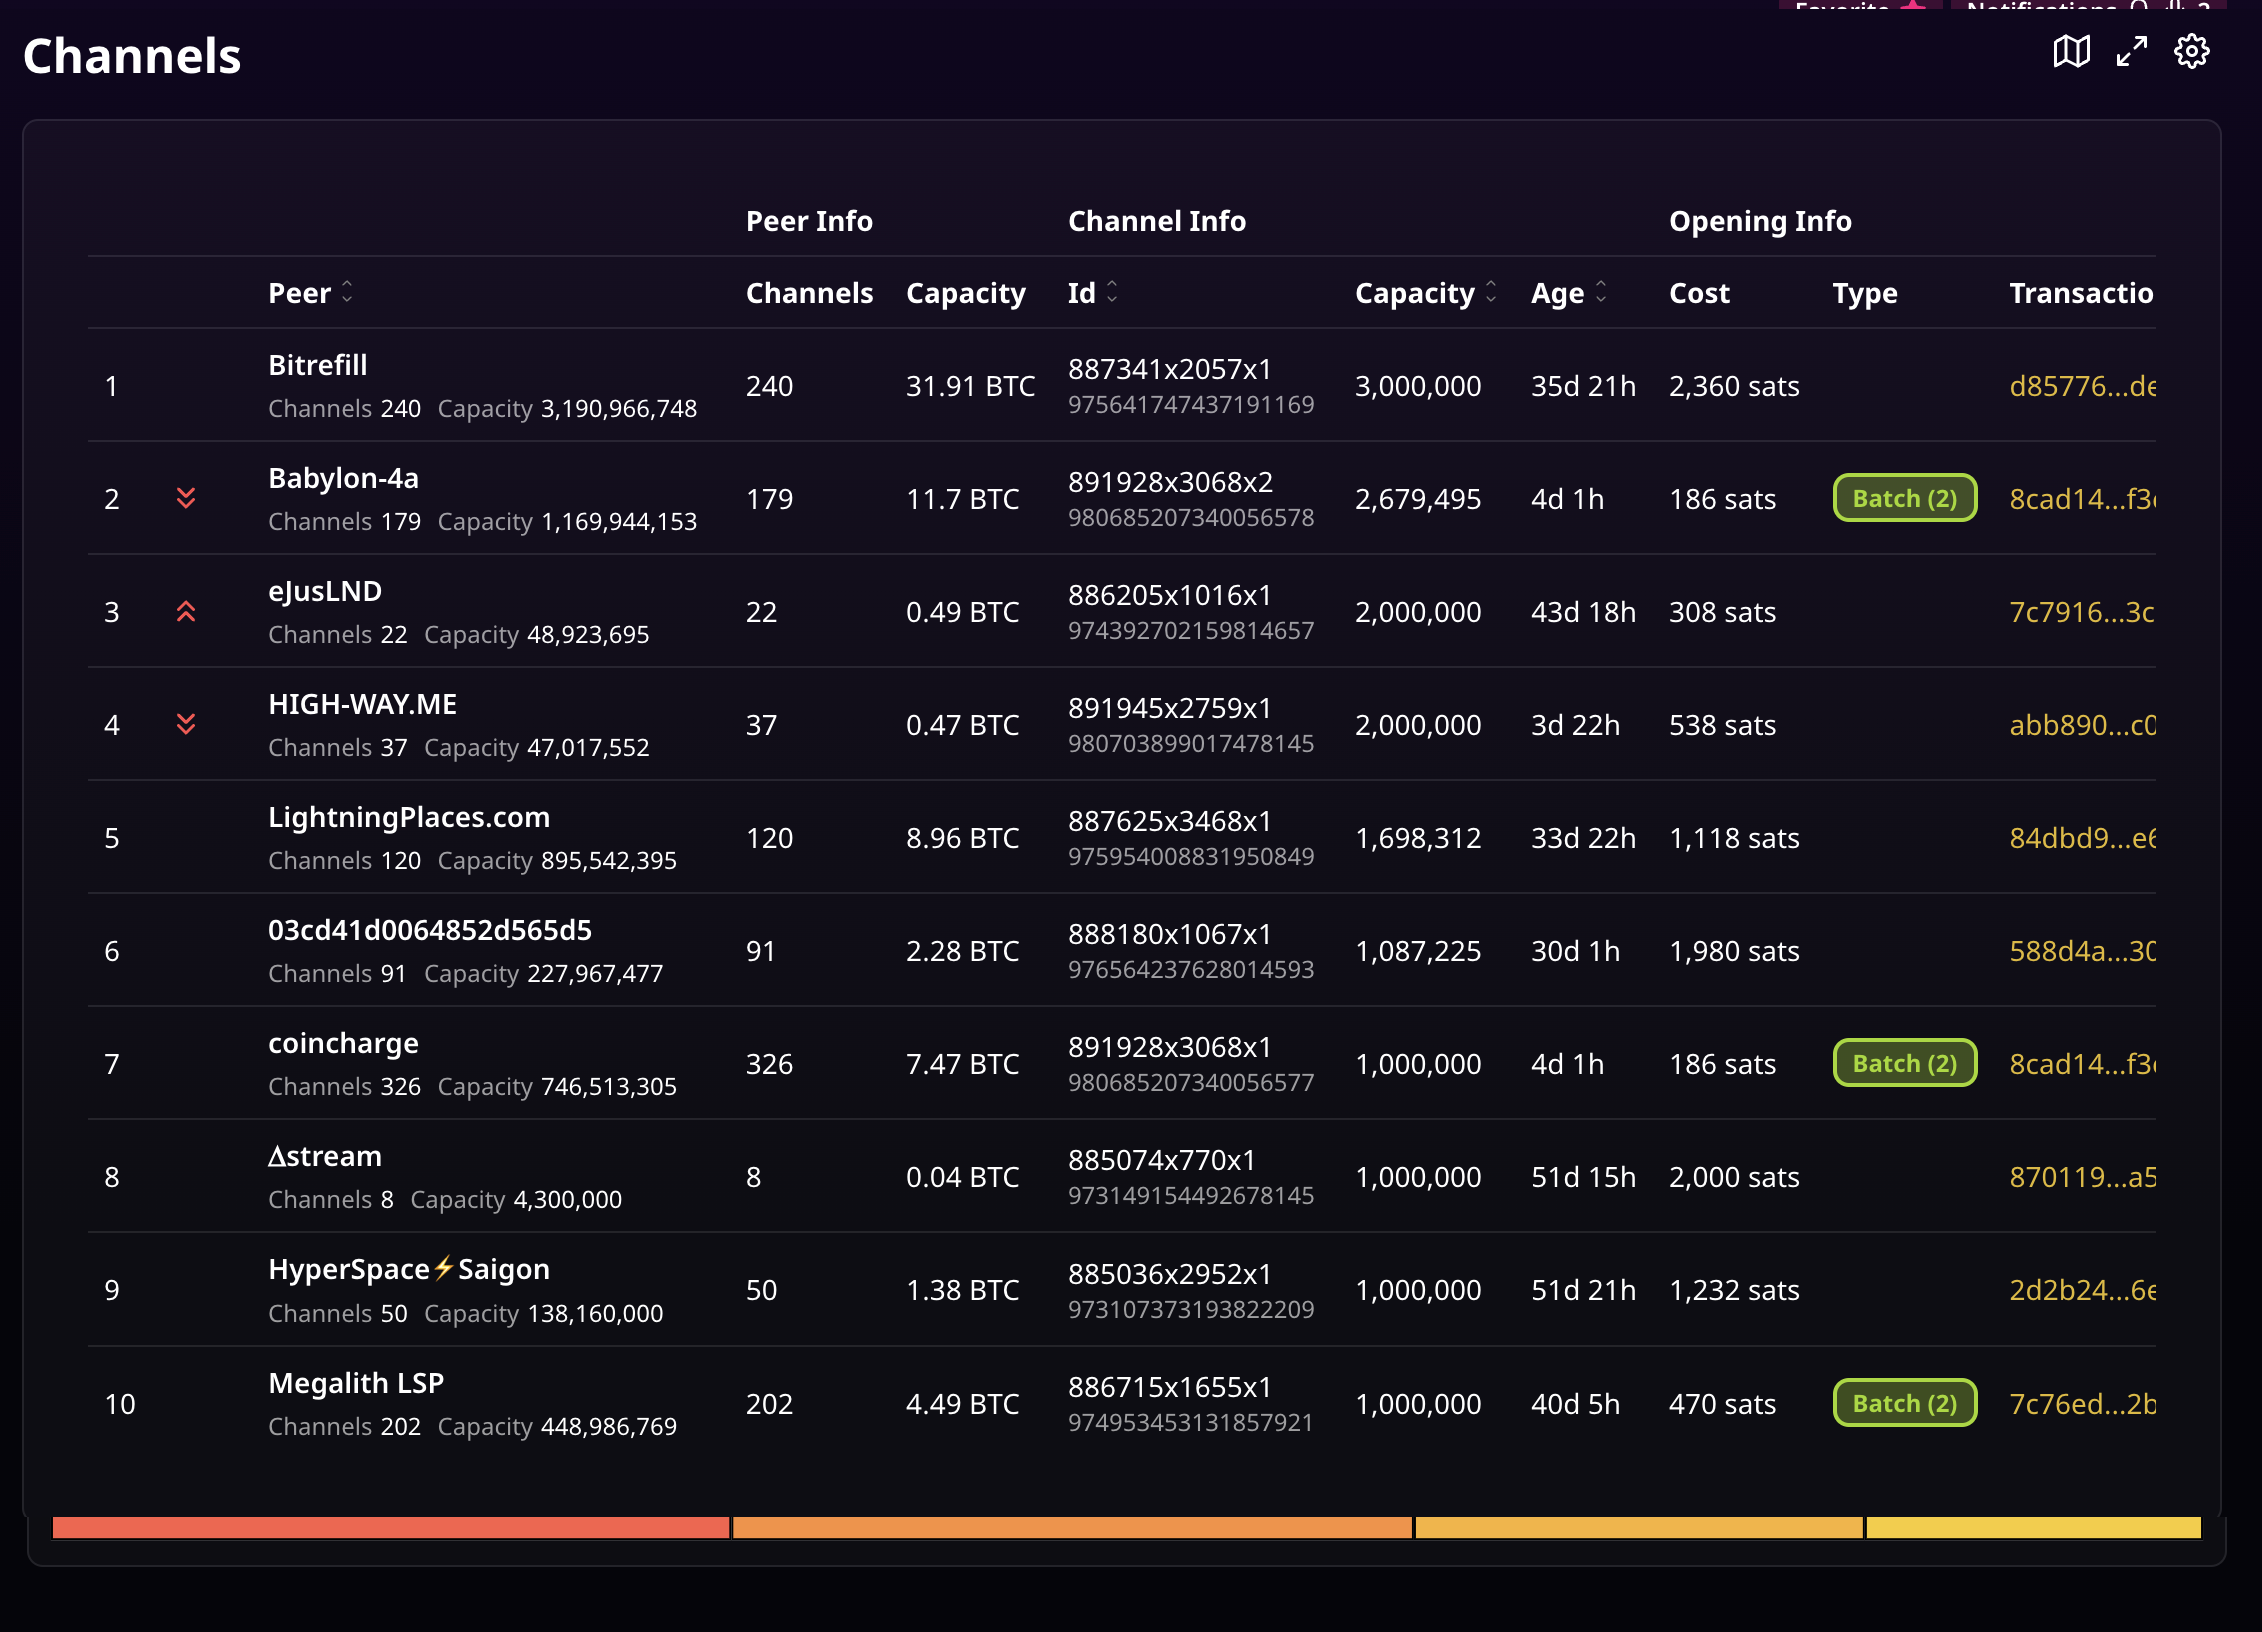 Favorite Notifications
Channels
Peer Info Channel Info Opening Info
Peer Channels Capacity Id Capacity Age Cost Type Transactio
1 Bitrefill 240 31.91 BTC 887341x2057x1 3,000,000 35d 21h 2,360 sats d85776...de
Channels 240 Capacity 3,190,966,748 975641747437191169
2 Babylon-4a 179 11.7 BTC 891928x3068x2 2,679,495 4d 1h 186 sats Batch (2) 8cad14...f3
Channels 179 Capacity 1,169,944,153 980685207340056578
3 eJusLND 22 0.49 BTC 886205x1016x1 2,000,000 43d 18h 308 sats 7c7916...3c
Channels 22 Capacity 48,923,695 974392702159814657
4 HIGH-WAY.ME 37 0.47 BTC 891945x2759x1 2,000,000 3d 22h 538 sats abb890...c0
Channels 37 Capacity 47,017,552 980703899017478145
5 LightningPlaces.com 120 8.96 BTC 887625x3468x1 1,698,312 33d 22h 1,118 sats 84dbd9...e6
Channels 120 Capacity 895,542,395 975954008831950849
6 03cd41d0064852d565d5 91 2.28 BTC 888180x1067x1 1,087,225 30d 1h 1,980 sats 588d4a...30
Channels 91 Capacity 227,967,477 976564237628014593
7 coincharge 326 7.47 BTC 891928x3068x1 1,000,000 4d 1h 186 sats Batch (2) 8cad14...f3
Channels 326 Capacity 746,513,305 980685207340056577
8 Δstream 8 0.04 BTC 885074x770x1 1,000,000 51d 15h 2,000 sats 870119...a5
Channels 8 Capacity 4,300,000 973149154492678145
9 HyperSpace⚡Saigon 50 1.38 BTC 885036x2952x1 1,000,000 51d 21h 1,232 sats 2d2b24...6e
Channels 50 Capacity 138,160,000 973107373193822209
10 Megalith LSP 202 4.49 BTC 886715x1655x1 1,000,000 40d 5h 470 sats Batch (2) 7c76ed...2b
Channels 202 Capacity 448,986,769 974953453131857921